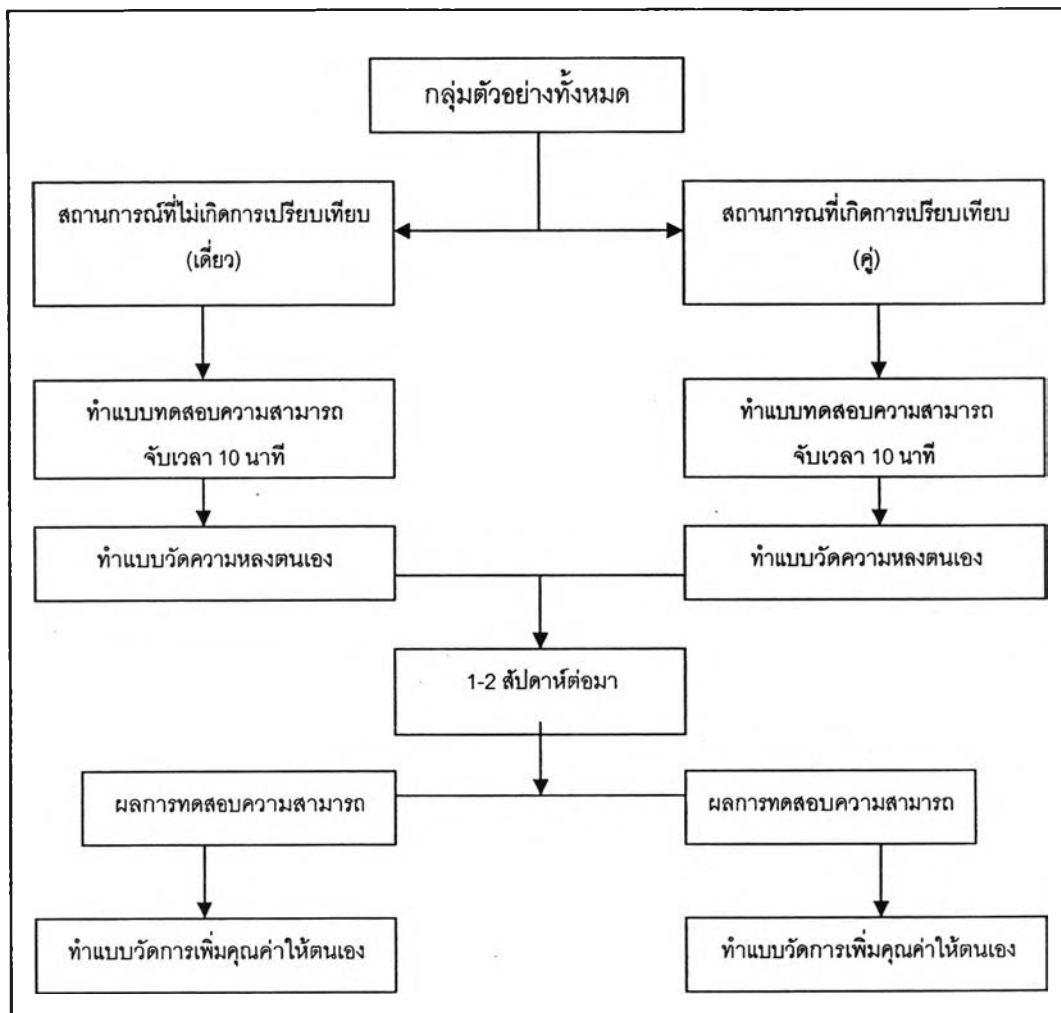 กลุ่มตัวอย่างทั้งหมด
สถานการณ์ที่ไม่เกิดการเปรียบเทียบ
(เดี่ยว)
สถานการณที่เกิดการเปรียบเทียบ
(คู่)
ทำแบบทดสอบความสามารถ
จับเวลา 10 นาที
ทำแบบทดสอบความสามารถ
จับเวลา 10 นาที
ทำแบบวัดความหลงตนเอง
ทำแบบวัดความหลงตนเอง
1-2 สัปดาห์ต่อมา
ผลการทดสอบความสามารถ
ผลการทดสอบความสามารถ
ทำแบบวัดการเพิ่มคุณค่าให้ตนเอง
ทำแบบวัดการเพิ่มคุณค่าให้ตนเอง